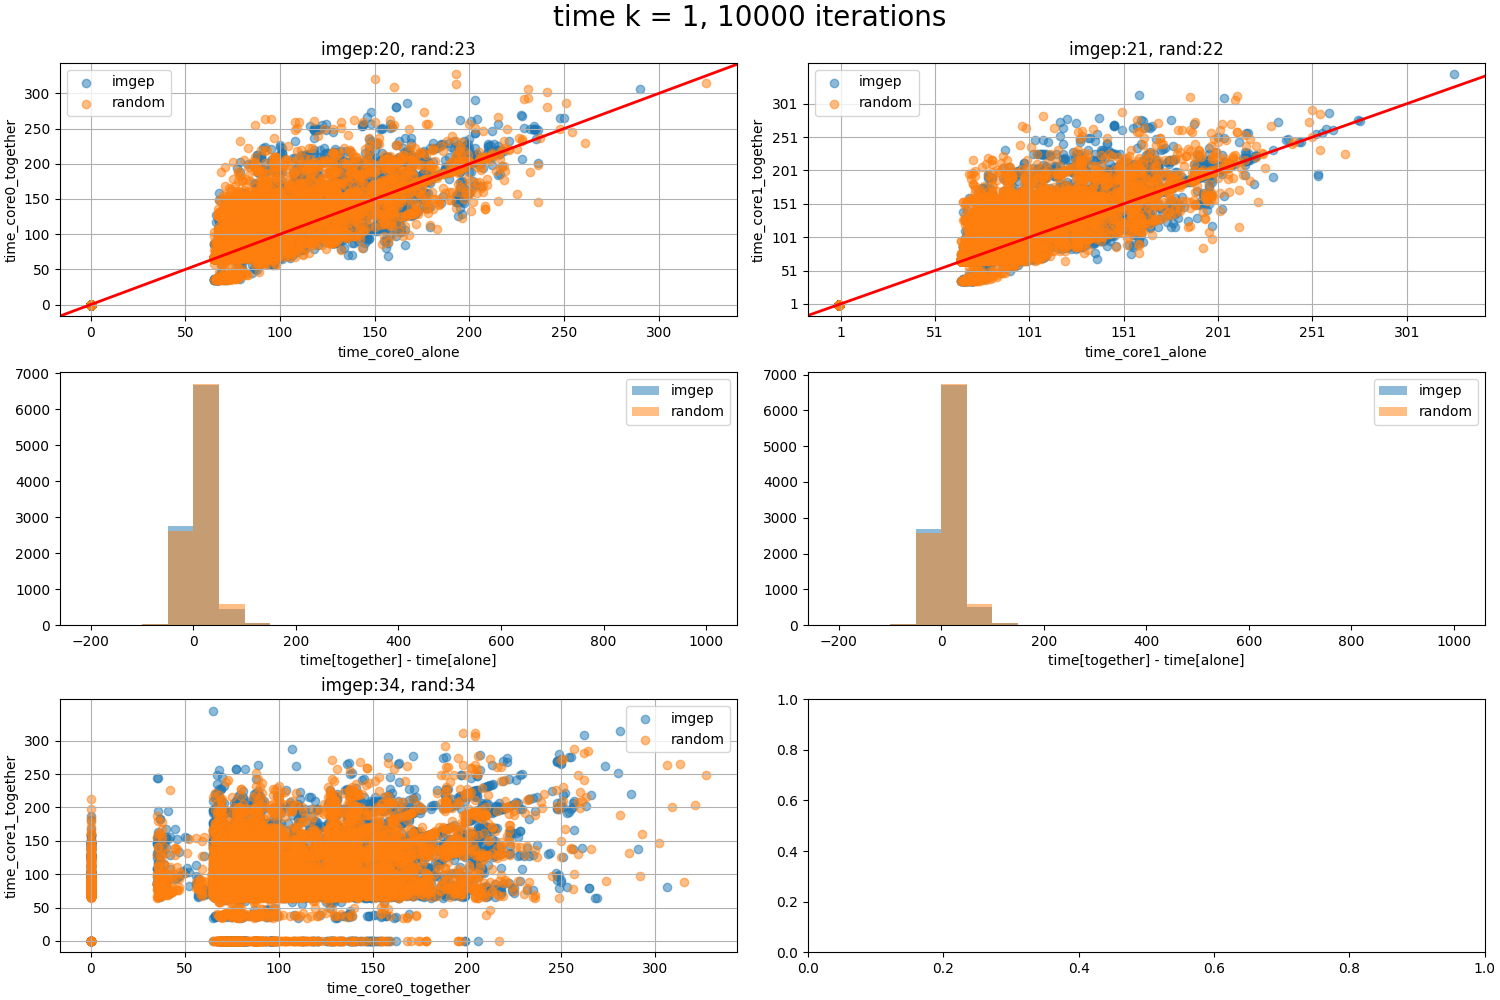 time k = 1, 10000 iterations
imgep:20, rand:23
imgep
random
300
250
200
150
100
50
0
time_core0_together
0 50 100 150 200 250 300
time_core0_alone
imgep:21, rand:22
imgep
random
301
251
201
151
101
51
1
time_core1_together
1 51 101 151 201 251 301
time_core1_alone
imgep
random
7000
6000
5000
4000
3000
2000
1000
0
−200 0 200 400 600 800 1000
time[together] - time[alone]
imgep
random
7000
6000
5000
4000
3000
2000
1000
0
−200 0 200 400 600 800 1000
time[together] - time[alone]
imgep:34, rand:34
imgep
random
300
250
200
150
100
50
0
time_core1_together
0 50 100 150 200 250 300
time_core0_together
1.0
0.8
0.6
0.4
0.2
0.0
0.0 0.2 0.4 0.6 0.8 1.0